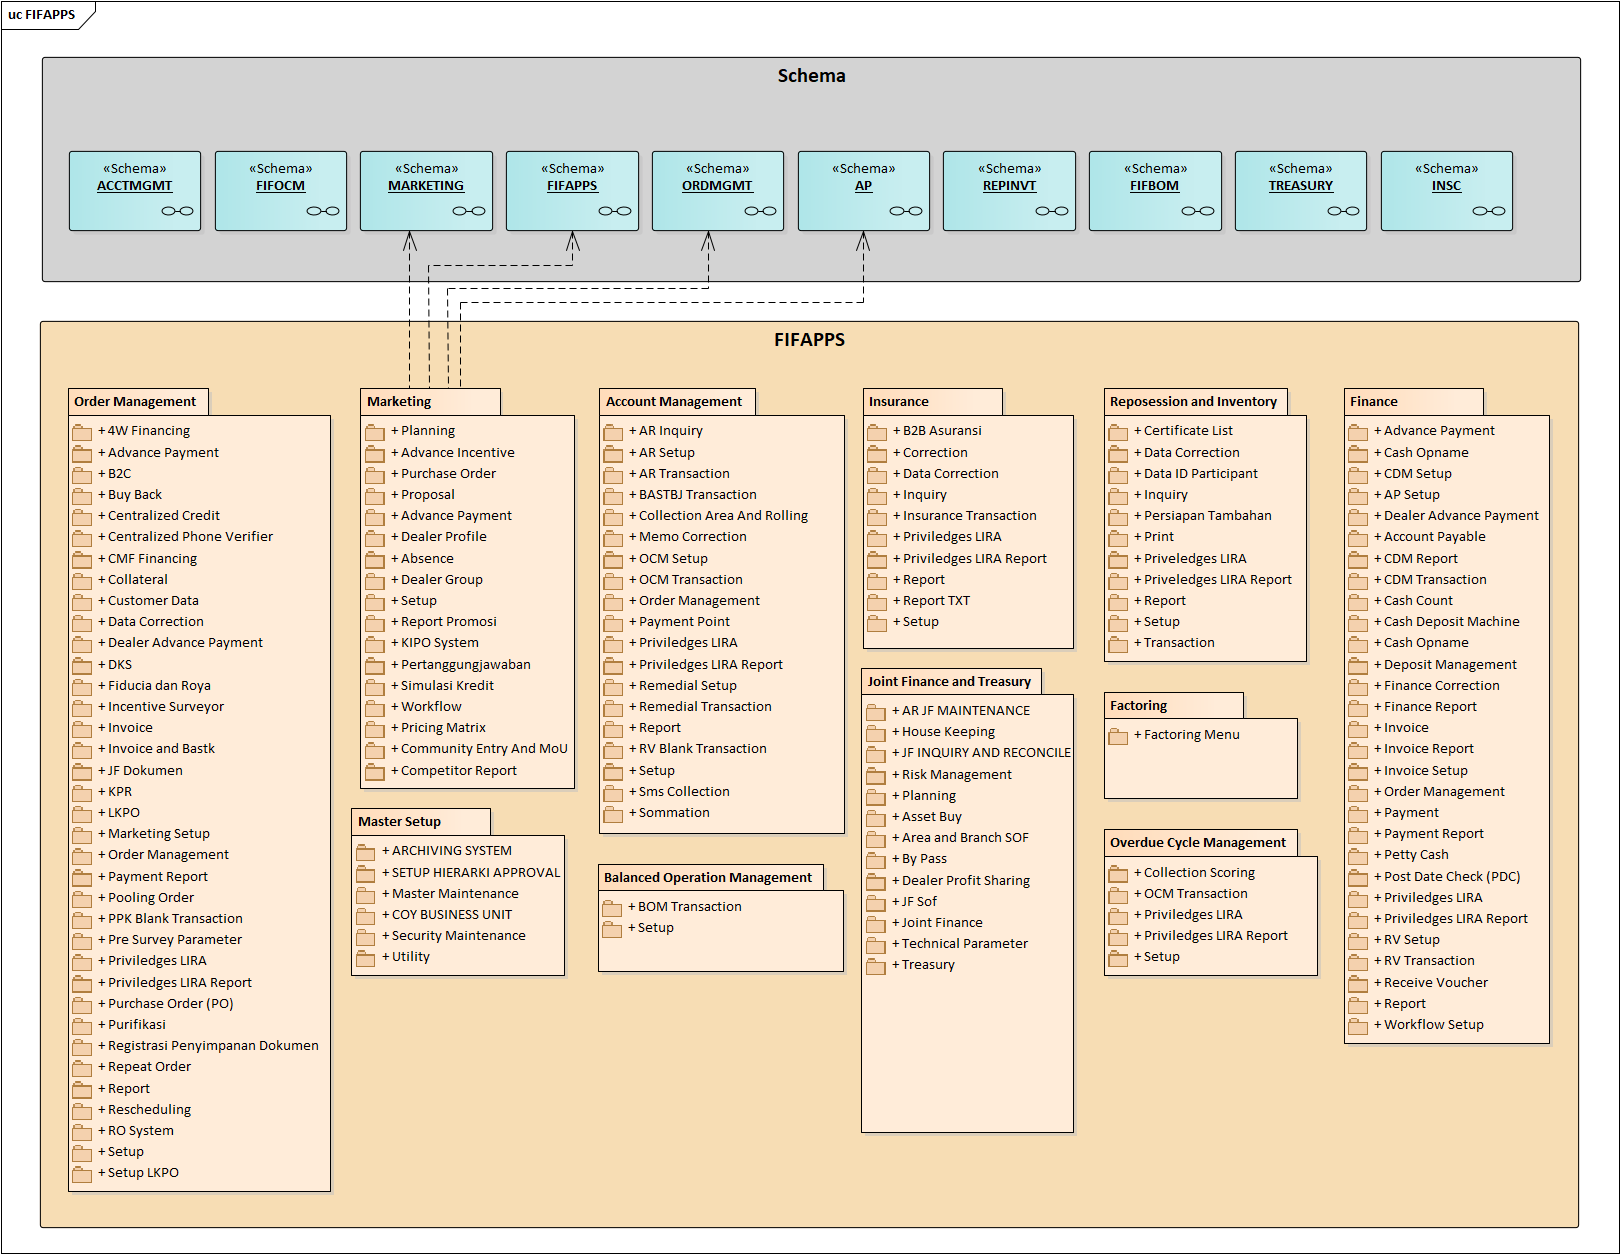 uc FIFAPPS
Schema
«Schema»
ACCTMGMT
«Schema»
FIFOCM
«Schema»
MARKETING
«Schema»
FIFAPPS
«Schema»
ORDMGMT
«Schema»
AP
«Schema»
REPINVT
«Schema»
FIFBOM
«Schema»
TREASURY
«Schema»
INSC
FIFAPPS
Order Management
+ 4W Financing
+ Advance Payment
+ B2C
+ Buy Back
+ Centralized Credit
+ Centralized Phone Verifier
+ CMF Financing
+ Collateral
+ Customer Data
+ Data Correction
+ Dealer Advance Payment
+ DKS
+ Fiducia dan Roya
+ Incentive Surveyor
+ Invoice
+ Invoice and Bastk
+ JF Dokumen
+ KPR
+ LKPO
+ Marketing Setup
+ Order Management
+ Payment Report
+ Pooling Order
+ PPK Blank Transaction
+ Pre Survey Parameter
+ Priviledges LIRA
+ Priviledges LIRA Report
+ Purchase Order (PO)
+ Purifikasi
+ Registrasi Penyimpanan Dokumen
+ Repeat Order
+ Report
+ Rescheduling
+ RO System
+ Setup
+ Setup LKPO
Marketing
+ Planning
+ Advance Incentive
+ Purchase Order
+ Proposal
+ Advance Payment
+ Dealer Profile
+ Absence
+ Dealer Group
+ Setup
+ Report Promosi
+ KIPO System
+ Pertanggungjawaban
+ Simulasi Kredit
+ Workflow
+ Pricing Matrix
+ Community Entry And MoU
+ Competitor Report
Master Setup
+ ARCHIVING SYSTEM
+ SETUP HIERARKI APPROVAL
+ Master Maintenance
+ COY BUSINESS UNIT
+ Security Maintenance
+ Utility
Account Management
+ AR Inquiry
+ AR Setup
+ AR Transaction
+ BASTBJ Transaction
+ Collection Area And Rolling
+ Memo Correction
+ OCM Setup
+ OCM Transaction
+ Order Management
+ Payment Point
+ Priviledges LIRA
+ Priviledges LIRA Report
+ Remedial Setup
+ Remedial Transaction
+ Report
+ RV Blank Transaction
+ Setup
+ Sms Collection
+ Sommation
Balanced Operation Management
+ BOM Transaction
+ Setup
Insurance
+ B2B Asuransi
+ Correction
+ Data Correction
+ Inquiry
+ Insurance Transaction
+ Priviledges LIRA
+ Priviledges LIRA Report
+ Report
+ Report TXT
+ Setup
Joint Finance and Treasury
+ AR JF MAINTENANCE
+ House Keeping
+ JF INQUIRY AND RECONCILE
+ Risk Management
+ Planning
+ Asset Buy
+ Area and Branch SOF
+ By Pass
+ Dealer Profit Sharing
+ JF Sof
+ Joint Finance
+ Technical Parameter
+ Treasury
Reposession and Inventory
+ Certificate List
+ Data Correction
+ Data ID Participant
+ Inquiry
+ Persiapan Tambahan
+ Print
+ Priveledges LIRA
+ Priveledges LIRA Report
+ Report
+ Setup
+ Transaction
Factoring
+ Factoring Menu
Overdue Cycle Management
+ Collection Scoring
+ OCM Transaction
+ Priviledges LIRA
+ Priviledges LIRA Report
+ Setup
Finance
+ Advance Payment
+ Cash Opname
+ CDM Setup
+ AP Setup
+ Dealer Advance Payment
+ Account Payable
+ CDM Report
+ CDM Transaction
+ Cash Count
+ Cash Deposit Machine
+ Cash Opname
+ Deposit Management
+ Finance Correction
+ Finance Report
+ Invoice
+ Invoice Report
+ Invoice Setup
+ Order Management
+ Payment
+ Payment Report
+ Petty Cash
+ Post Date Check (PDC)
+ Priviledges LIRA
+ Priviledges LIRA Report
+ RV Setup
+ RV Transaction
+ Receive Voucher
+ Report
+ Workflow Setup